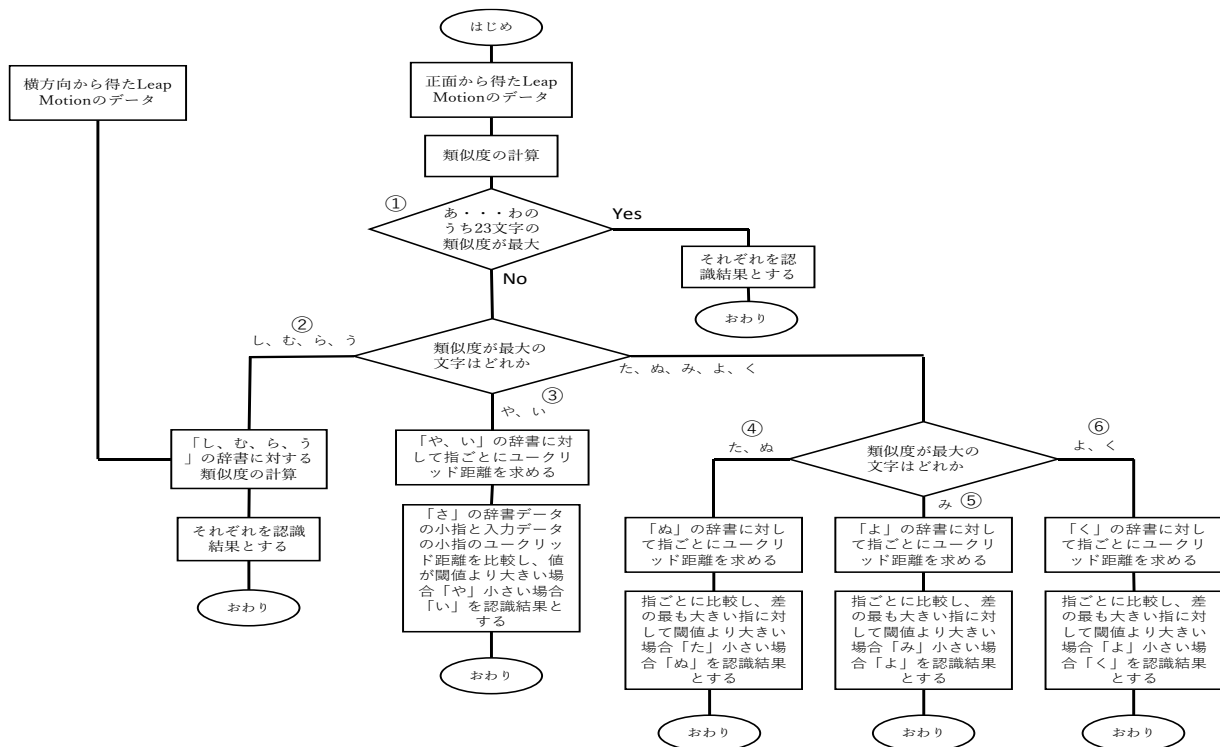 はじめ
横方向から得たLeap
Motionのデータ
正面から得たLeap
Motionのデータ
類似度の計算
①
あ・・・わの
うち23文字の
類似度が最大
Yes
それぞれを認
識結果とする
おわり
No
②
し、む、ら、う
類似度が最大の
文字はどれか
た、ぬ、み、よ、く
③
や、い
「し、む、ら、う
」の辞書に対する
類似度の計算
それぞれを認識
結果とする
おわり
「や、い」の辞書に対
して指ごとにユークリ
ッド距離を求める
「さ」の辞書データ
の小指と入力データ
の小指のユークリッ
ド距離を比較し、値
が閾値より大きい場
合「や」小さい場合
「い」を認識結果と
する
おわり
④
た、ぬ
類似度が最大の
文字はどれか
⑥
よ、く
み
⑤
「ぬ」の辞書に対し
て指ごとにユークリ
ッド距離を求める
指ごとに比較し、差
の最も大きい指に対
して閾値より大きい
場合「た」小さい場
合「ぬ」を認識結果
とする
おわり
「よ」の辞書に対し
て指ごとにユークリ
ッド距離を求める
指ごとに比較し、差
の最も大きい指に対
して閾値より大きい
場合「み」小さい場
合「よ」を認識結果
とする
おわり
「く」の辞書に対し
て指ごとにユークリ
ッド距離を求める
指ごとに比較し、差
の最も大きい指に対
して閾値より大きい
場合「よ」小さい場
合「く」を認識結果
とする
おわり